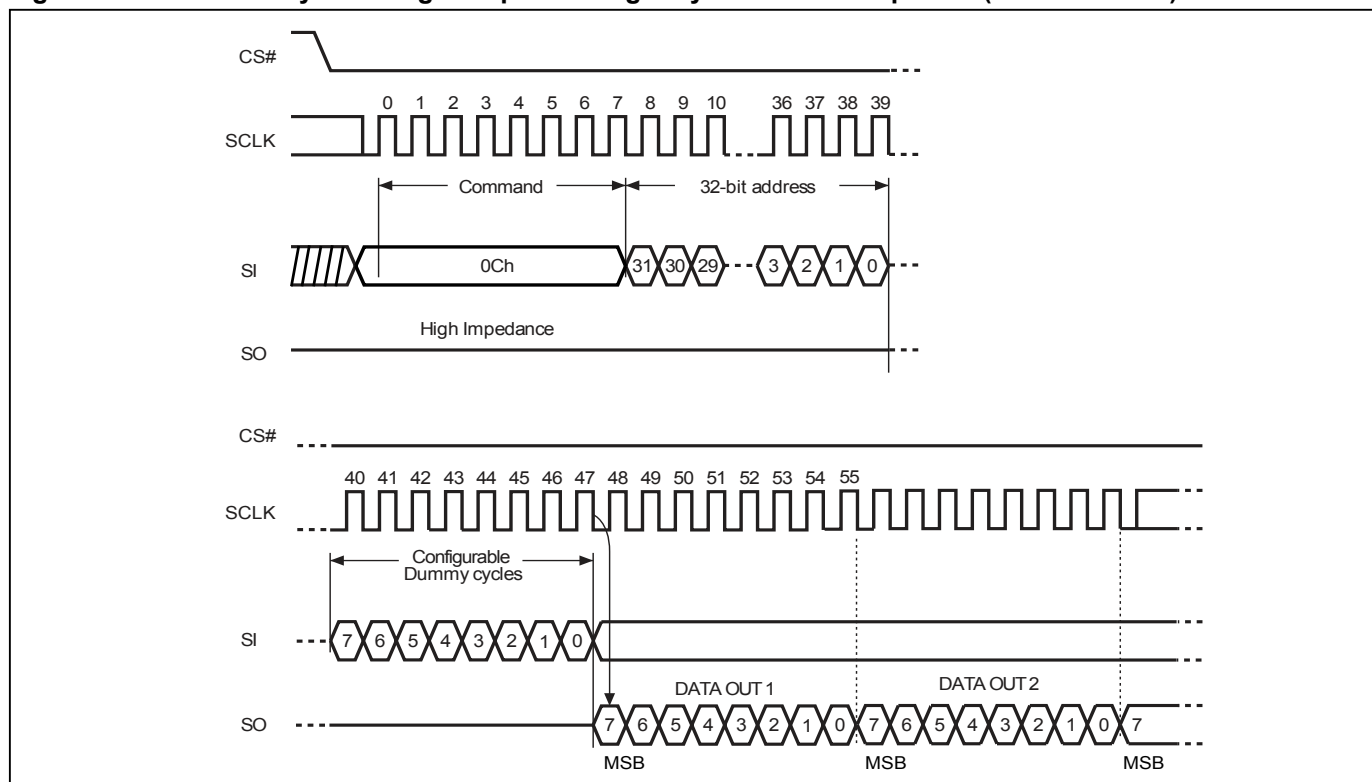 CS#
0 1 2 3 4 5 6 7 8 9 10 36 37 38 39
SCLK
Command 32-bit address
SI 0Ch 31 30 29 3 2 1 0
High Impedance
SO
CS#
40 41 42 43 44 45 46 47 48 49 50 51 52 53 54 55
SCLK
Configurable
Dummy cycles
SI 7 6 5 4 3 2 1 0
DATA OUT 1 DATA OUT 2
SO 7 6 5 4 3 2 1 0 7 6 5 4 3 2 1 0 7
MSB MSB MSB